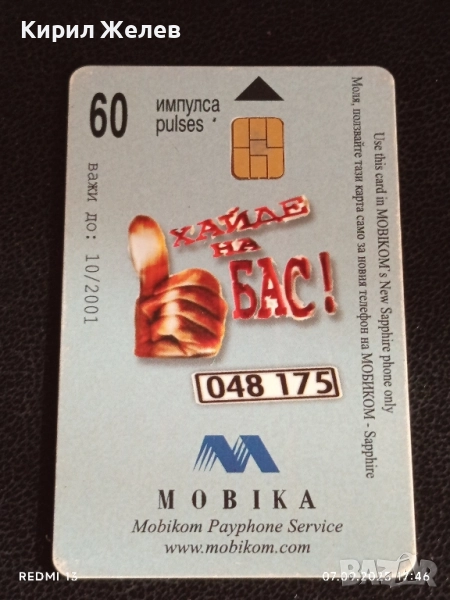 Кирил Желев
60
импулса
pulses *
важи до: 10/2001
Use this card in MOBIKOM's New Sapphire phone only
Моля, ползвайте тази карта само за новия телефон на МОБИКОМ - Sapphire
ХАЙДЕ
НА
БАС!
048 175
MOBIKA
Mobikom Payphone Service
www.mobikom.com
REDMI 13
BAZAR